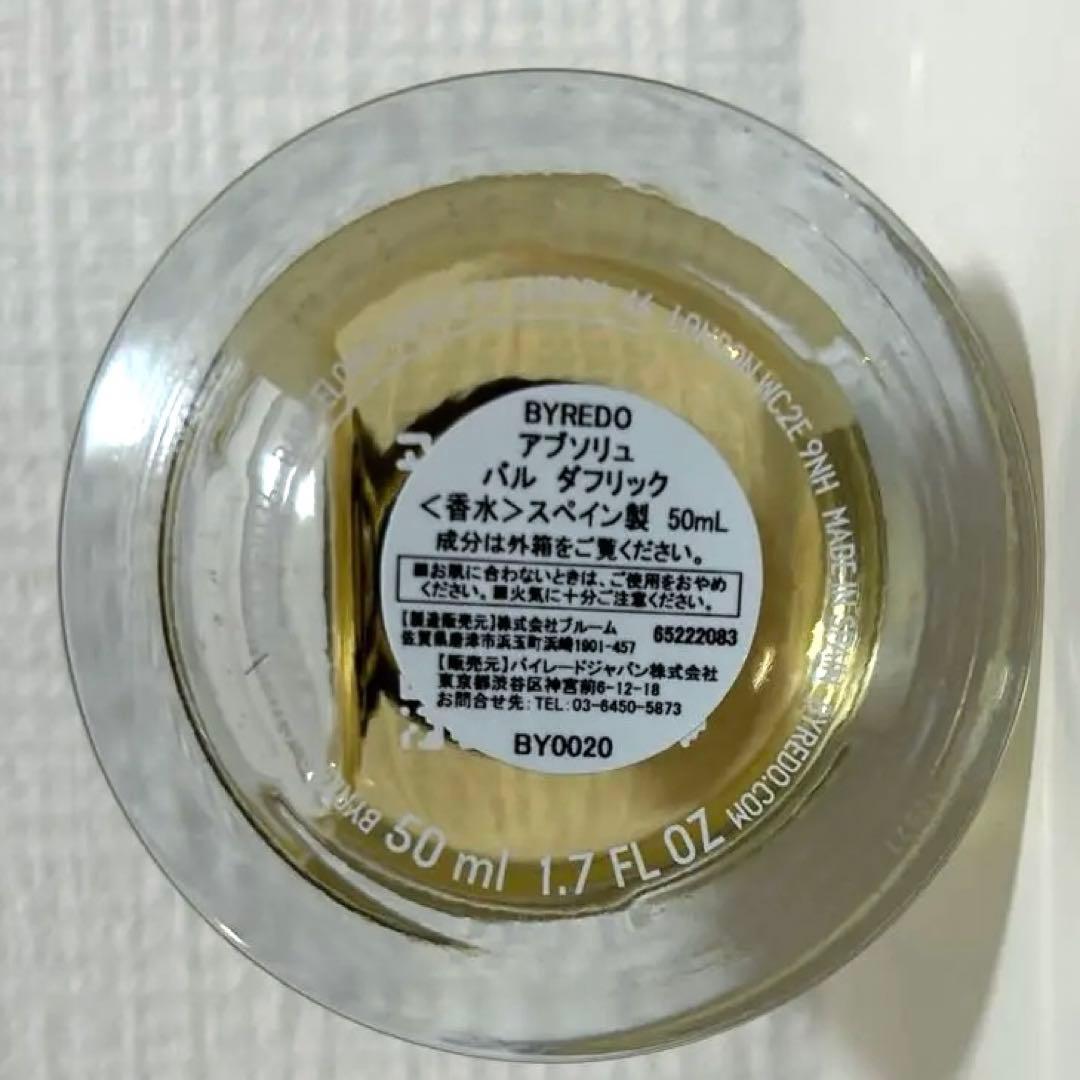 BYREDO
アブソリュ
バル ダフリック
＜香水＞スペイン製 50mL
成分は外箱をご覧ください。
■お肌に合わないときは、ご使用をおやめ
ください。■火気に十分ご注意ください。
【製造販売元】株式会社ブルーム
佐賀県唐津市浜玉町浜崎1901-457 65222083
【販売元】バイレードジャパン株式会社
東京都渋谷区神宮前6-12-18
お問合せ先:TEL:03-6450-5873
BY0020
LONDON WC2E 9NH MADE IN SPAIN BYREDO.COM
50 ml 1.7 FL OZ